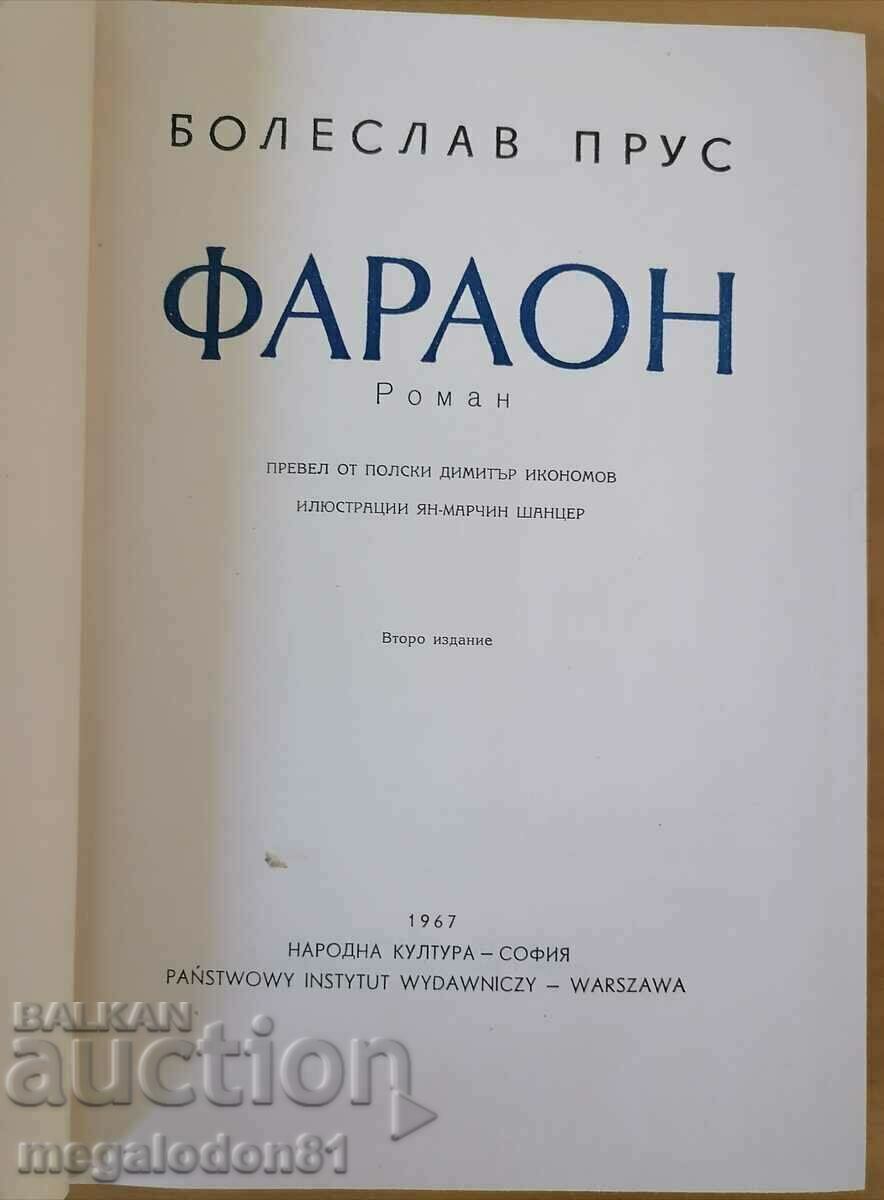 БОЛЕСЛАВ ПРУС
ФАРАОН
Роман
ПРЕВЕЛ ОТ ПОЛСКИ ДИМИТЪР ИКОНОМОВ
ИЛЮСТРАЦИИ ЯН-МАРЧИН ШАНЦЕР
Второ издание
1967
НАРОДНА КУЛТУРА – СОФИЯ
PAŃSTWOWY INSTYTUT WYDAWNICZY – WARSZAWA
BALKAN
auction
megalodon81